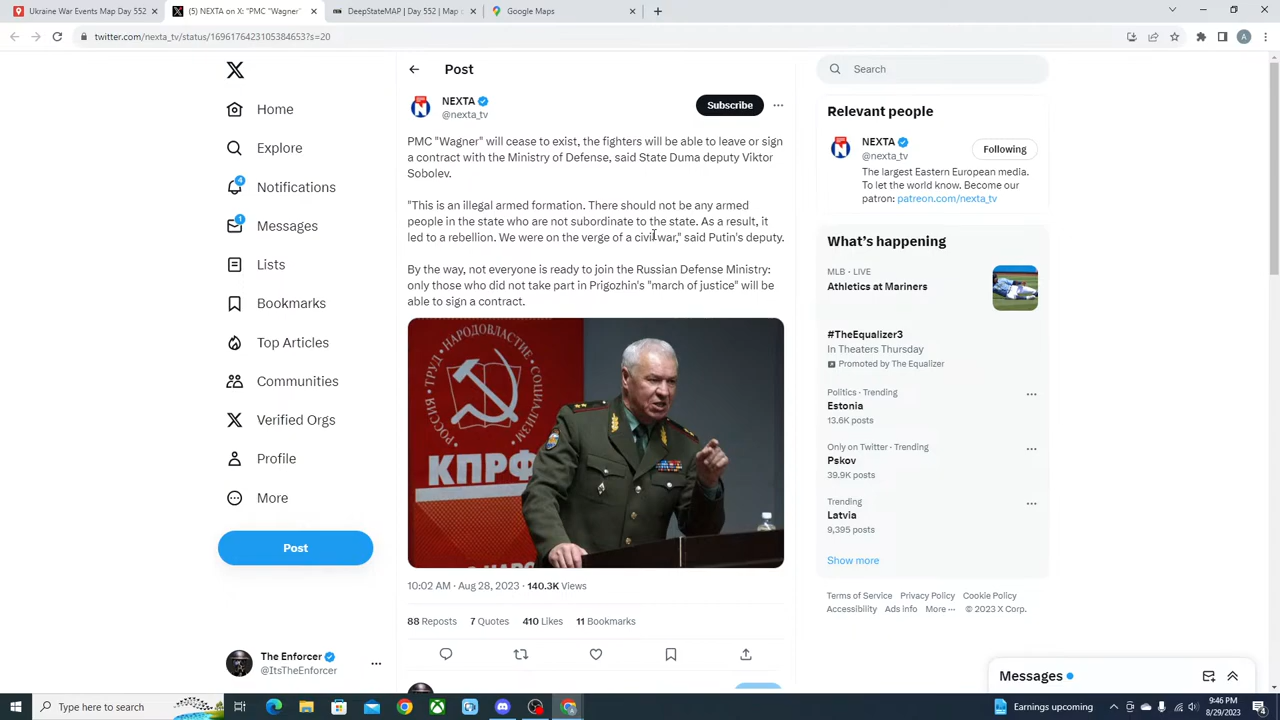 Ukraine War Events Map Day 552
(5) NEXTA on X: "PMC "Wagner"
DeepStateMAP | Day 552 | Map o
Google Maps
twitter.com/nexta_tv/status/1696176423105384653?s=20
A
Home
Explore
4
Notifications
1
Messages
Lists
Bookmarks
Top Articles
Communities
Verified Orgs
Profile
More
Post
The Enforcer
@ItsTheEnforcer
Post
NEXTA
@nexta_tv
Subscribe
PMC "Wagner" will cease to exist, the fighters will be able to leave or sign
a contract with the Ministry of Defense, said State Duma deputy Viktor
Sobolev.
"This is an illegal armed formation. There should not be any armed
people in the state who are not subordinate to the state. As a result, it
led to a rebellion. We were on the verge of a civil war," said Putin's deputy.
By the way, not everyone is ready to join the Russian Defense Ministry:
only those who did not take part in Prigozhin's "march of justice" will be
able to sign a contract.
РОССИЯ • ТРУД • НАРОДОВЛАСТИЕ • СОЦИАЛИЗМ
КПРФ
10:02 AM · Aug 28, 2023 · 140.3K Views
88 Reposts 7 Quotes 410 Likes 11 Bookmarks
Search
Relevant people
NEXTA
@nexta_tv
Following
The largest Eastern European media.
To let the world know. Become our
patron: patreon.com/nexta_tv
What's happening
MLB · LIVE
Athletics at Mariners
#TheEqualizer3
In Theaters Thursday
Promoted by The Equalizer
Politics · Trending
Estonia
13.6K posts
Only on Twitter · Trending
Pskov
39.9K posts
Trending
Latvia
9,395 posts
Show more
Terms of Service Privacy Policy Cookie Policy
Accessibility Ads info More ··· © 2023 X Corp.
Messages
Type here to search
Earnings upcoming
9:46 PM
8/29/2023